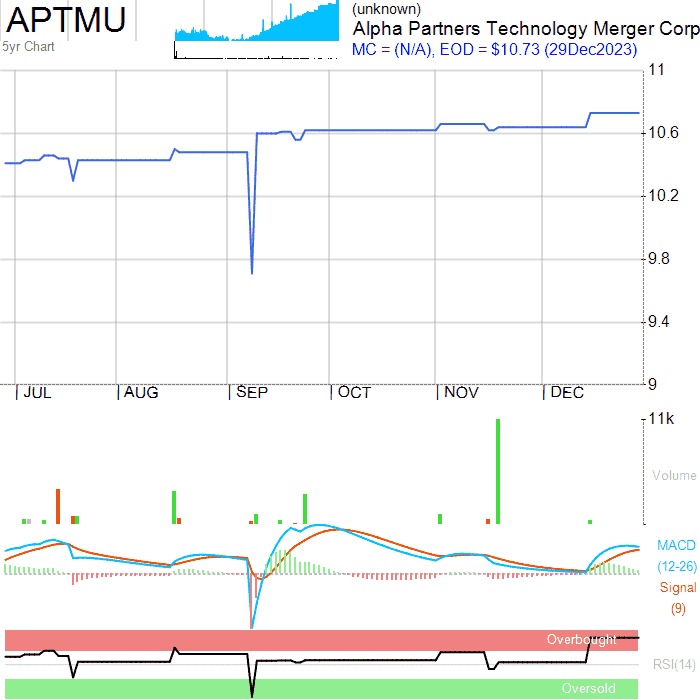 APTMU
5yr Chart
(unknown)
Alpha Partners Technology Merger Corp
MC = (N/A), EOD = $10.73 (29Dec2023)
11
10.6
10.2
9.8
9.4
9
JUL AUG SEP OCT NOV DEC
11k
Volume
MACD
(12-26)
Signal
(9)
Overbought
RSI(14)
Oversold